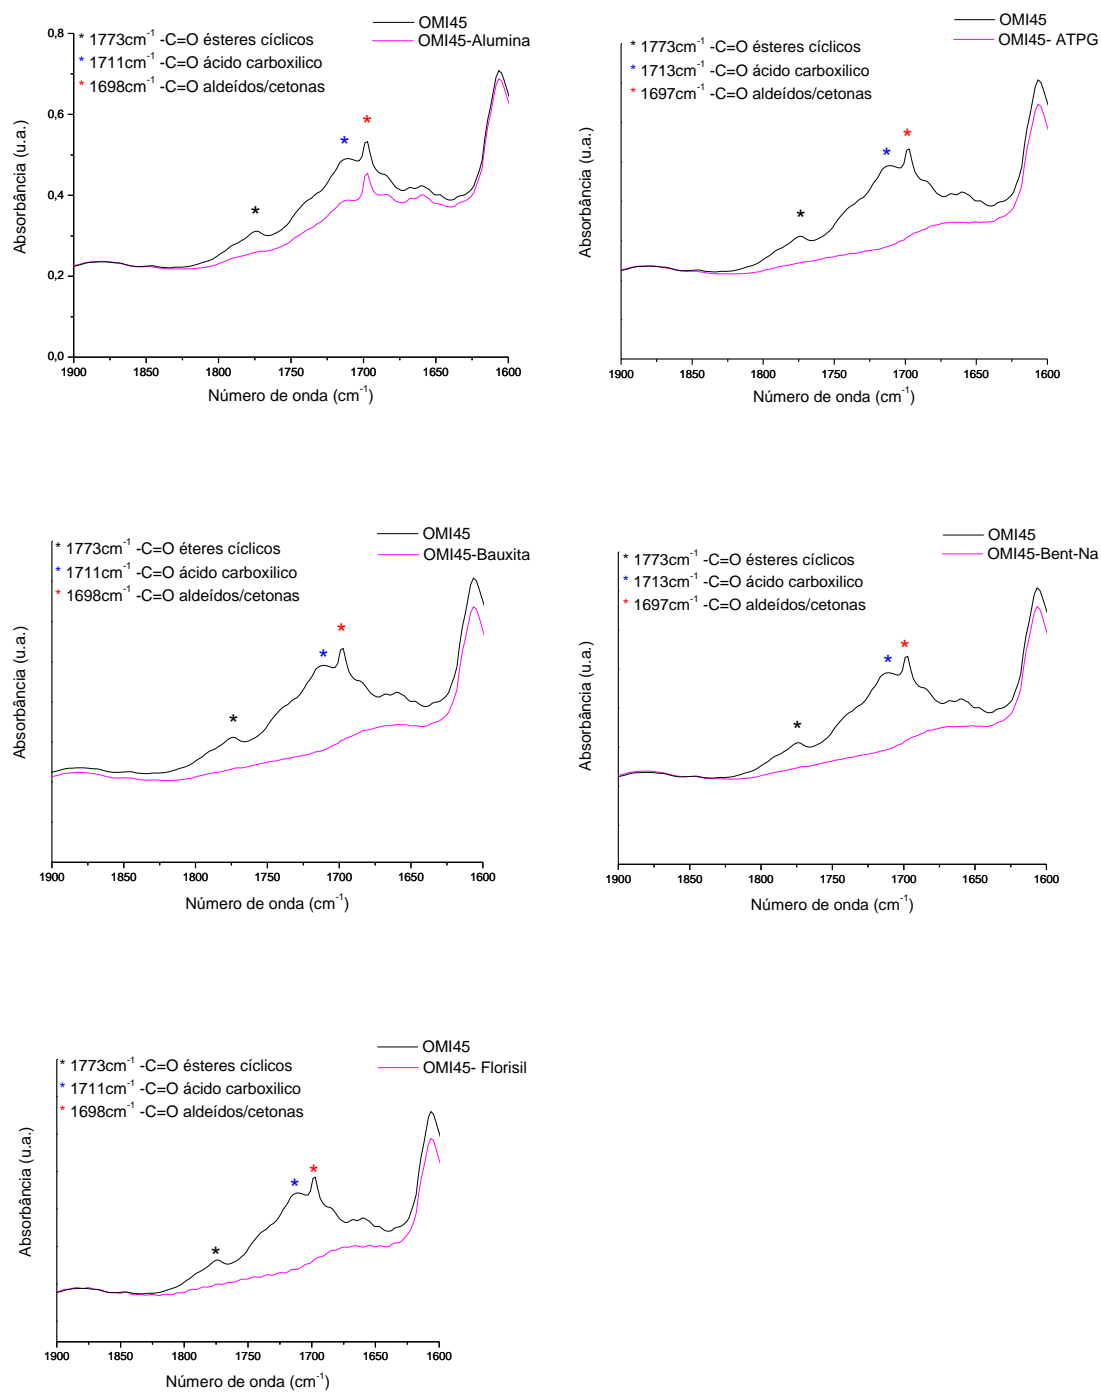 OMI45
OMI45-Alumina
* 1773cm-1 -C=O ésteres cíclicos
* 1711cm-1 -C=O ácido carboxilico
* 1698cm-1 -C=O aldeídos/cetonas
*
*
*
0,8
0,6
0,4
0,2
0,0
Absorbância (u.a.)
1900 1850 1800 1750 1700 1650 1600
Número de onda (cm-1)
OMI45
OMI45- ATPG
* 1773cm-1 -C=O ésteres cíclicos
* 1713cm-1 -C=O ácido carboxilico
* 1697cm-1 -C=O aldeídos/cetonas
*
*
*
Absorbância (u.a.)
1900 1850 1800 1750 1700 1650 1600
Número de onda (cm-1)
OMI45
OMI45-Bauxita
* 1773cm-1 -C=O éteres cíclicos
* 1711cm-1 -C=O ácido carboxilico
* 1698cm-1 -C=O aldeídos/cetonas
*
*
*
Absorbância (u.a.)
1900 1850 1800 1750 1700 1650 1600
Número de onda (cm-1)
OMI45
OMI45-Bent-Na
* 1773cm-1 -C=O ésteres cíclicos
* 1713cm-1 -C=O ácido carboxilico
* 1697cm-1 -C=O aldeídos/cetonas
*
*
*
Absorbância (u.a.)
1900 1850 1800 1750 1700 1650 1600
Número de onda (cm-1)
OMI45
OMI45- Florisil
* 1773cm-1 -C=O ésteres cíclicos
* 1711cm-1 -C=O ácido carboxilico
* 1698cm-1 -C=O aldeídos/cetonas
*
*
*
Absorbância (u.a.)
1900 1850 1800 1750 1700 1650 1600
Número de onda (cm-1)